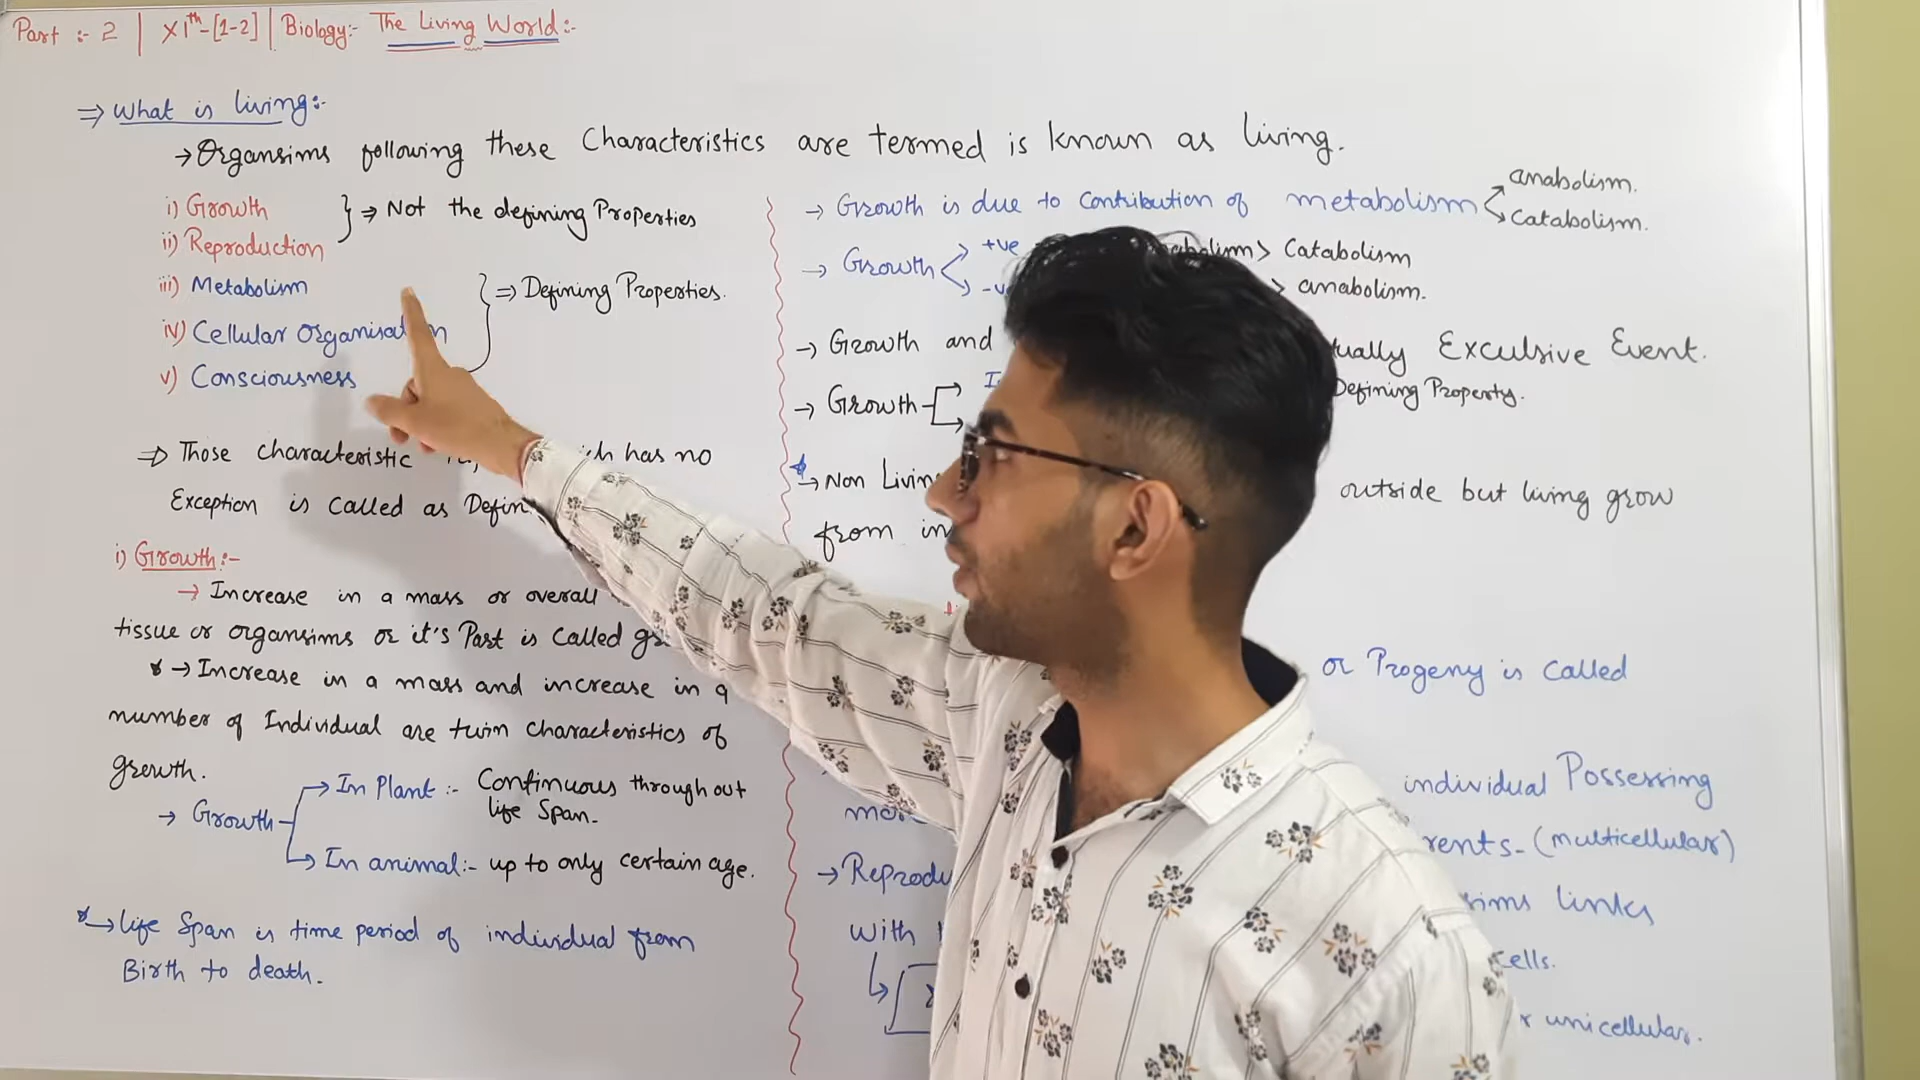 Part :- 2 | XIth-[1-2] | Biology:- The Living World:-
⇒ What is living:-
→ Organsims following these Characteristics are termed is known as living.
i) Growth
ii) Reproduction
} ⇒ Not the defining Properties
iii) Metabolism
iv) Cellular Organisation
v) Consciousness
} ⇒ Defining Properties.
⇒ Those characteristic which has no
Exception is called as
i) Growth:-
→ Increase in a mass or overall
tissue or organsims or it's Part is called
* → Increase in a mass and increase in a
number of Individual are twin characteristics of
growth.
→ Growth
→ In Plant :- Continuous through out
life Span.
→ In animal:- up to only certain age.
* → life Span is time period of individual from
Birth to death.
→ Growth is due to contribution of metabolism
anabolism.
Catabolism.
→ Growth
+ve > Catabolism
-ve > anabolism.
→ Growth and Exculsive Event.
→ Growth Defining Property.
* → Non outside but living grow
from
or Progeny is called
individual Possessing
(multicellular)
→ links
with cells.
unicellular.